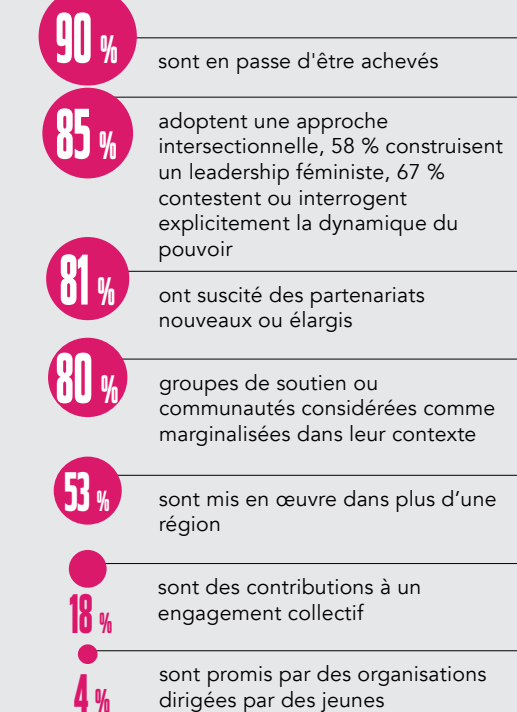 90 %
sont en passe d'être achevés
85 %
adoptent une approche
intersectionnelle, 58 % construisent
un leadership féministe, 67 %
contestent ou interrogent
explicitement la dynamique du
pouvoir
81 %
ont suscité des partenariats
nouveaux ou élargis
80 %
groupes de soutien ou
communautés considérées comme
marginalisées dans leur contexte
53 %
sont mis en œuvre dans plus d’une
région
18 %
sont des contributions à un
engagement collectif
4 %
sont promis par des organisations
dirigées par des jeunes